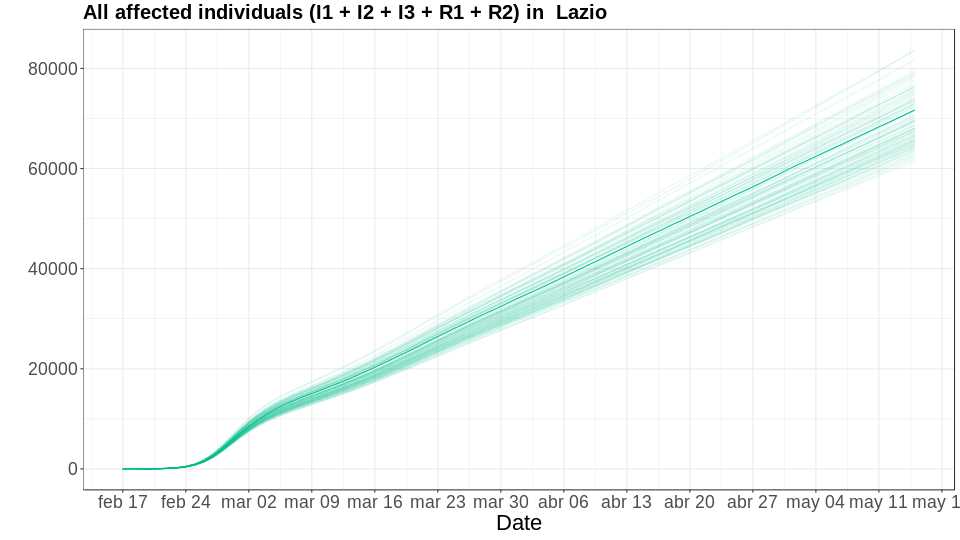 All affected individuals (I1 + I2 + I3 + R1 + R2) in  Lazio
80000
60000
40000
20000
0
feb 17 feb 24 mar 02 mar 09 mar 16 mar 23 mar 30 abr 06 abr 13 abr 20 abr 27 may 04 may 11 may 1
Date